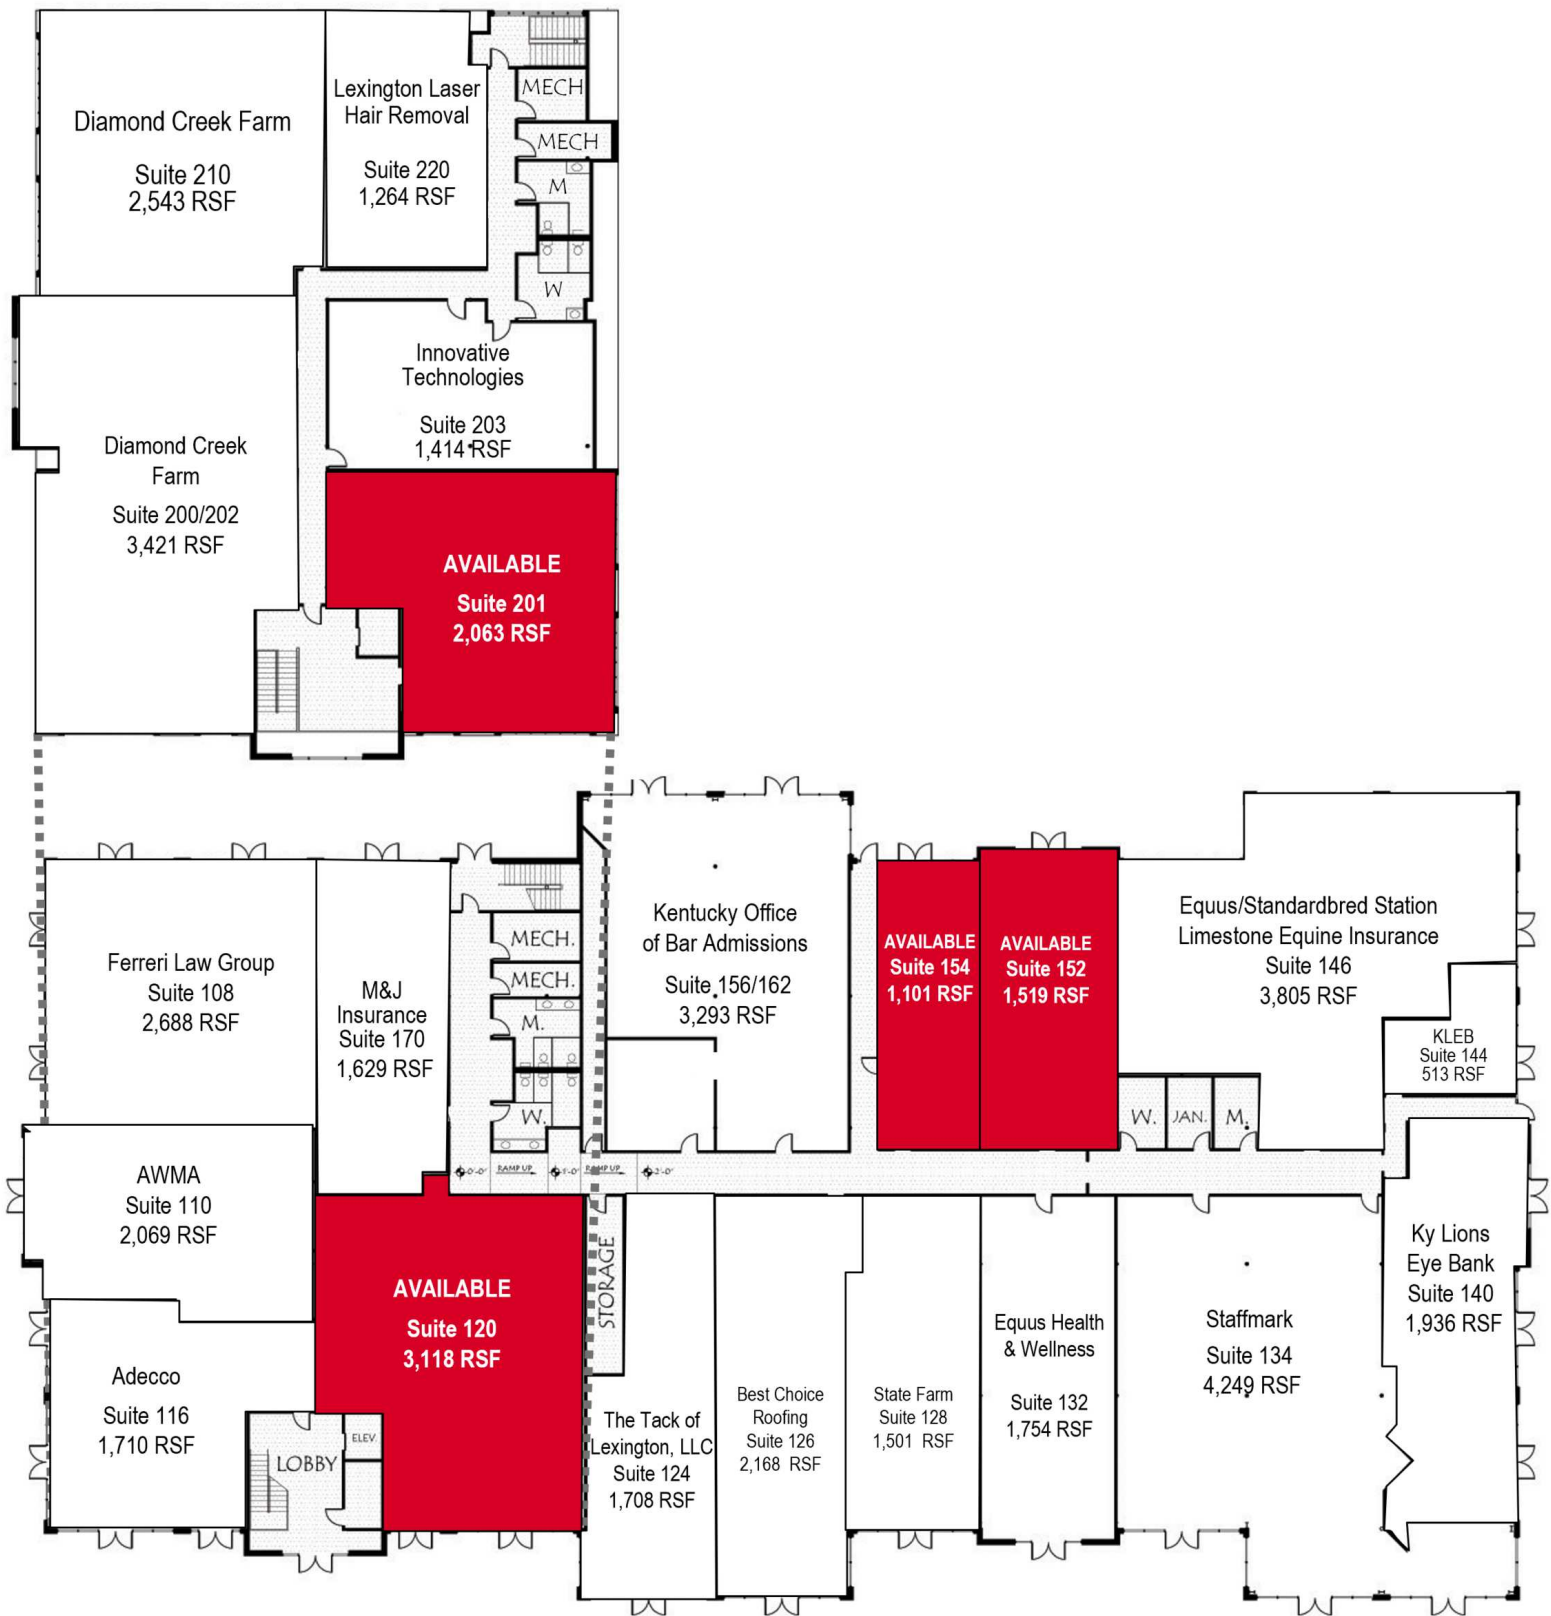 Diamond Creek Farm
Suite 210
2,543 RSF
Lexington Laser
Hair Removal
Suite 220
1,264 RSF
MECH
MECH
M
W
Innovative
Technologies
Suite 203
1,414 RSF
Diamond Creek
Farm
Suite 200/202
3,421 RSF
AVAILABLE
Suite 201
2,063 RSF
Ferreri Law Group
Suite 108
2,688 RSF
M&J
Insurance
Suite 170
1,629 RSF
MECH.
MECH.
M.
W.
Kentucky Office
of Bar Admissions
Suite 156/162
3,293 RSF
AVAILABLE
Suite 154
1,101 RSF
AVAILABLE
Suite 152
1,519 RSF
Equus/Standardbred Station
Limestone Equine Insurance
Suite 146
3,805 RSF
KLEB
Suite 144
513 RSF
W.
JAN.
M.
0'-0"
RAMP UP
1'-0"
RAMP UP
2'-0"
AWMA
Suite 110
2,069 RSF
Adecco
Suite 116
1,710 RSF
LOBBY
ELEV.
AVAILABLE
Suite 120
3,118 RSF
STORAGE
The Tack of
Lexington, LLC
Suite 124
1,708 RSF
Best Choice
Roofing
Suite 126
2,168 RSF
State Farm
Suite 128
1,501 RSF
Equus Health
& Wellness
Suite 132
1,754 RSF
Staffmark
Suite 134
4,249 RSF
Ky Lions
Eye Bank
Suite 140
1,936 RSF